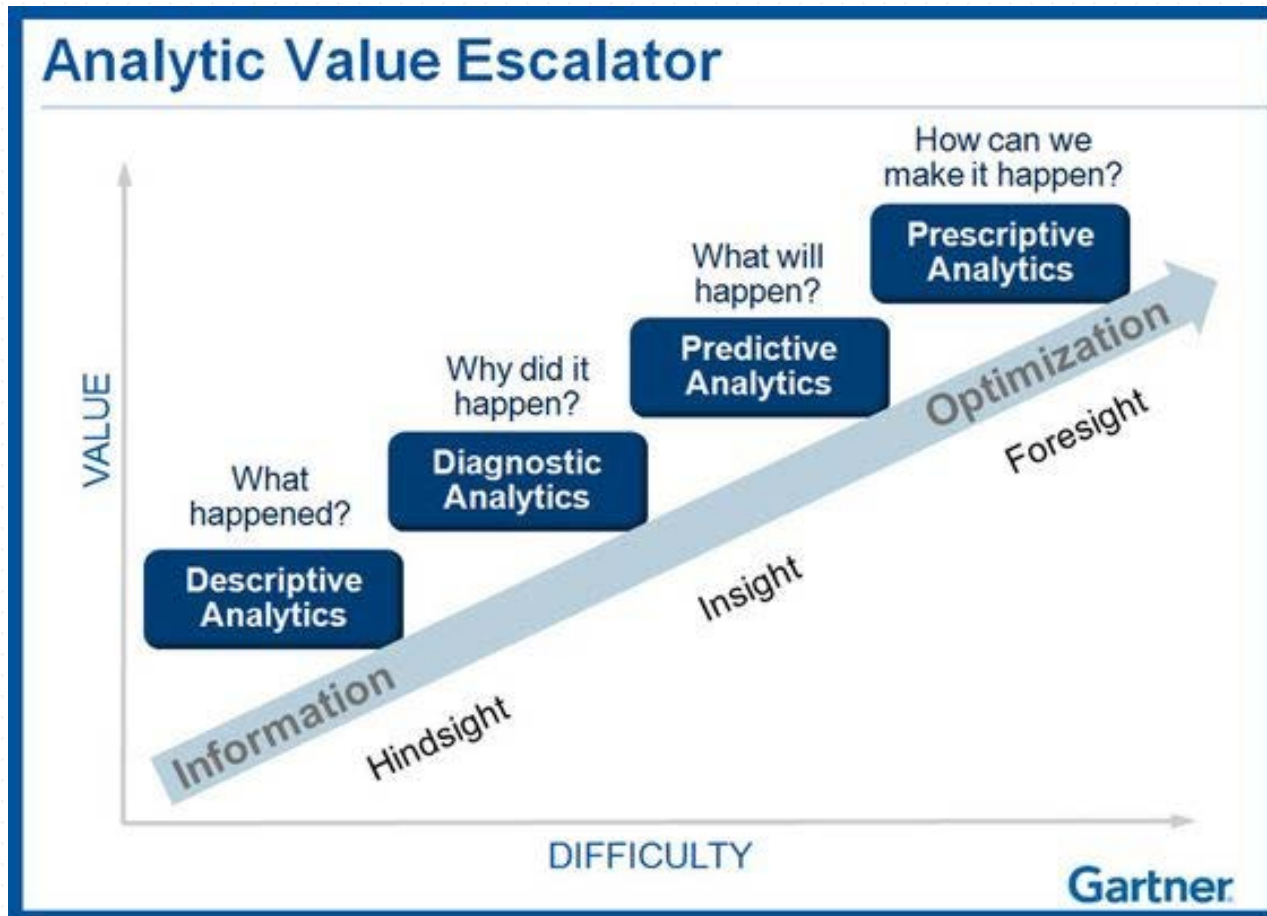 Analytic Value Escalator
How can we
make it happen?
Prescriptive
Analytics
What will
happen?
Predictive
Analytics
Why did it
happen?
Diagnostic
Analytics
What
happened?
Descriptive
Analytics
VALUE
Information
Optimization
Hindsight
Insight
Foresight
DIFFICULTY
Gartner.